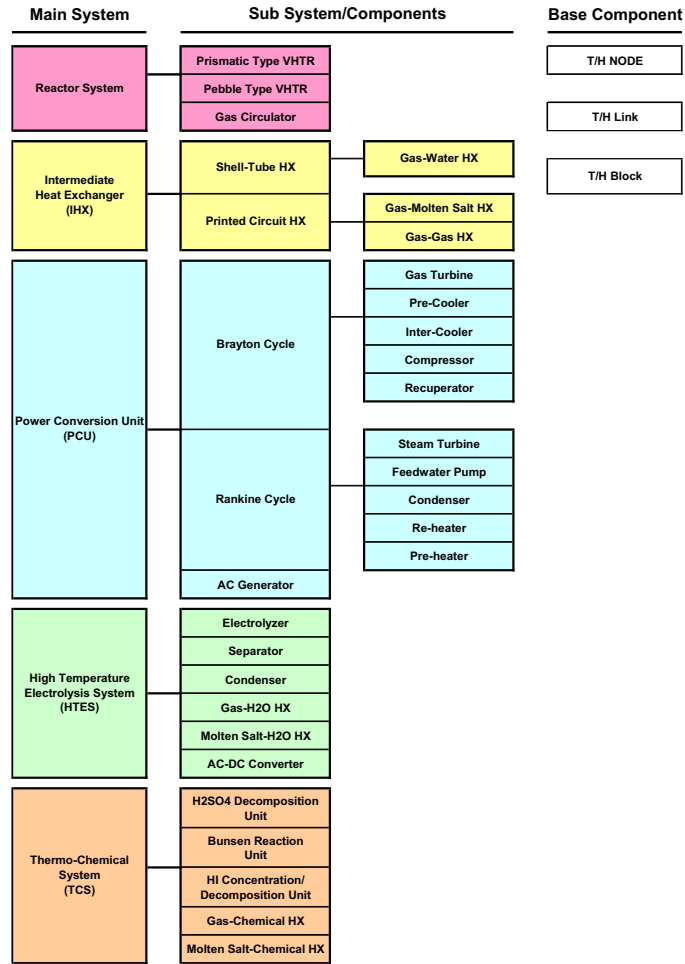 Main System
Sub System/Components
Base Component
Reactor System
Prismatic Type VHTR
Pebble Type VHTR
Gas Circulator
T/H NODE
T/H Link
T/H Block
Intermediate
Heat Exchanger
(IHX)
Shell-Tube HX
Printed Circuit HX
Gas-Water HX
Gas-Molten Salt HX
Gas-Gas HX
Power Conversion Unit
(PCU)
Brayton Cycle
Gas Turbine
Pre-Cooler
Inter-Cooler
Compressor
Recuperator
Rankine Cycle
Steam Turbine
Feedwater Pump
Condenser
Re-heater
Pre-heater
AC Generator
High Temperature
Electrolysis System
(HTES)
Electrolyzer
Separator
Condenser
Gas-H2O HX
Molten Salt-H2O HX
AC-DC Converter
Thermo-Chemical
System
(TCS)
H2SO4 Decomposition
Unit
Bunsen Reaction
Unit
HI Concentration/
Decomposition Unit
Gas-Chemical HX
Molten Salt-Chemical HX